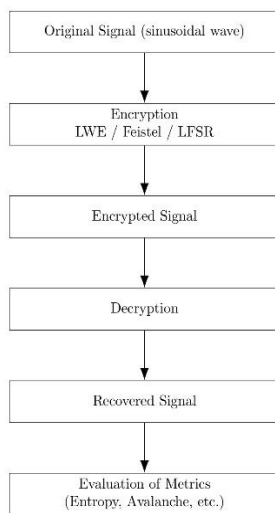 Original Signal (sinusoidal wave)
Encryption
LWE / Feistel / LFSR
Encrypted Signal
Decryption
Recovered Signal
Evaluation of Metrics
(Entropy, Avalanche, etc.)